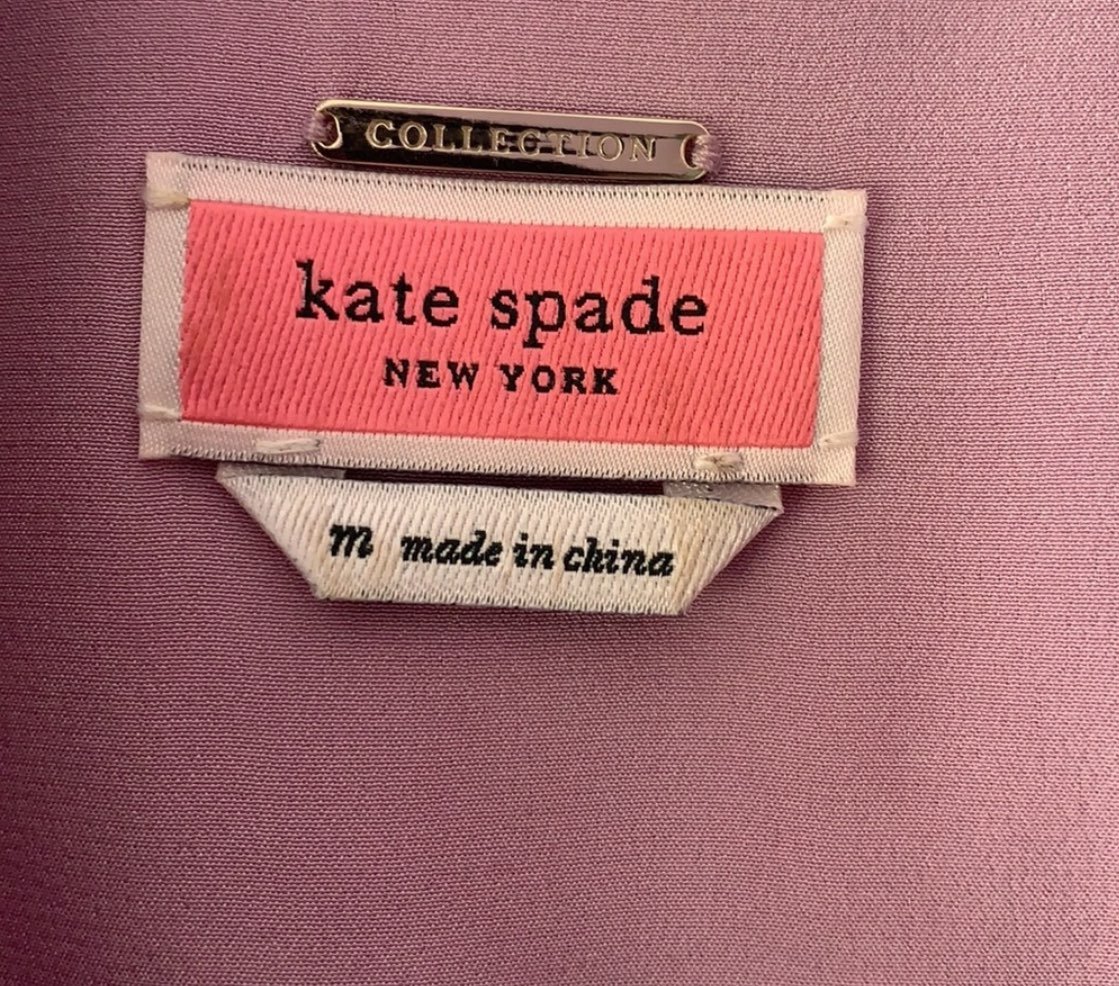 COLLECTION
kate spade
NEW YORK
m made in china